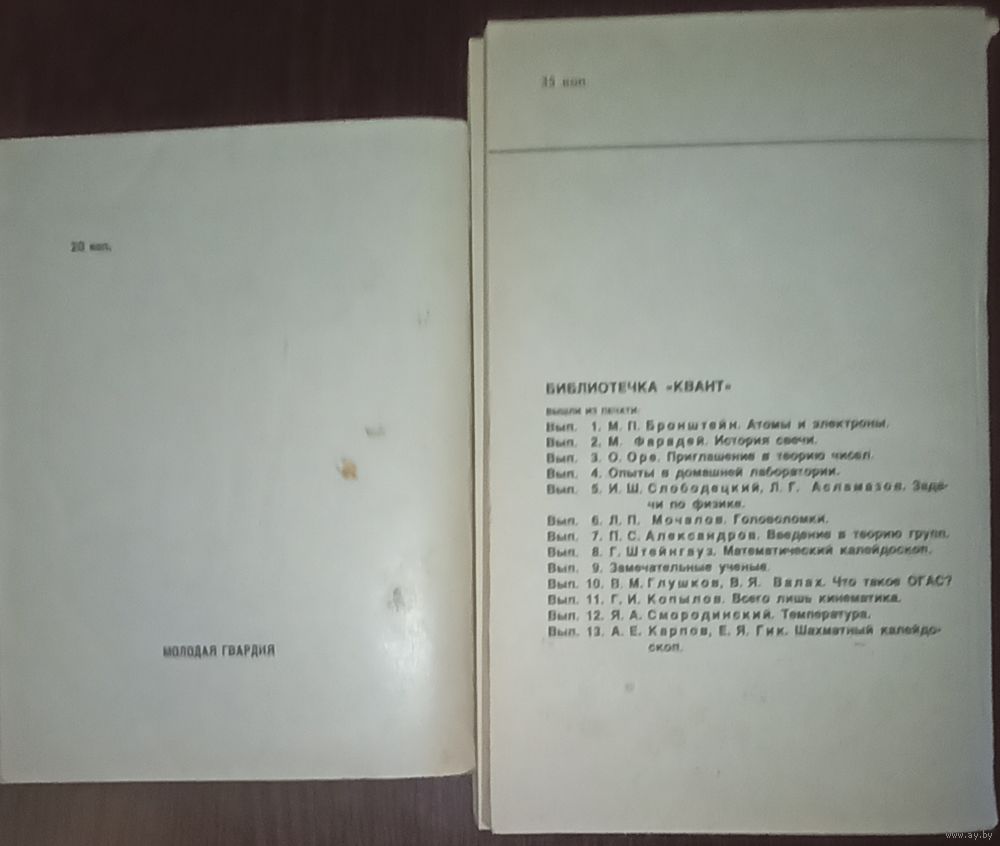 20 коп.
МОЛОДАЯ ГВАРДИЯ
35 коп
БИБЛИОТЕЧКА «КВАНТ»
ВЫШЛИ ИЗ ПЕЧАТИ:
Вып. 1. М. П. Бронштейн. Атомы и электроны.
Вып. 2. М. Фарадей. История свечи.
Вып. 3. О. Оре. Приглашение в теорию чисел.
Вып. 4. Опыты в домашней лаборатории.
Вып. 5. И. Ш. Слободецкий, Л. Г. Асламазов. Зада-
чи по физике.
Вып. 6. Л. П. Мочалов. Головоломки.
Вып. 7. П. С. Александров. Введение в теорию групп.
Вып. 8. Г. Штейнгауз. Математический калейдоскоп.
Вып. 9. Замечательные ученые.
Вып. 10. В. М. Глушков, В. Я. Валах. Что такое ОГАС?
Вып. 11. Г. И. Копылов. Всего лишь кинематика.
Вып. 12. Я. А. Смородинский. Температура.
Вып. 13. А. Е. Карпов, Е. Я. Гик. Шахматный калейдо-
скоп.
www.ay.by